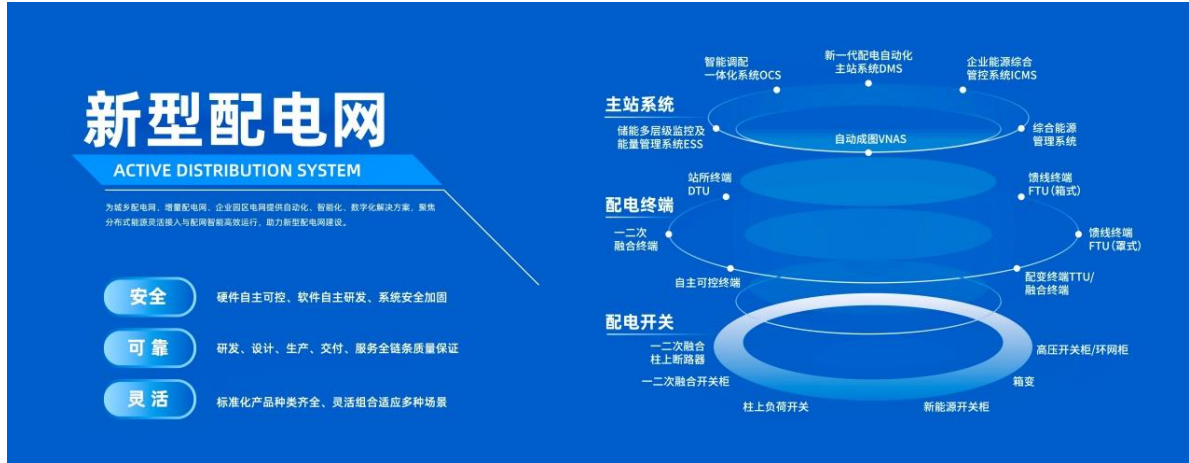 新型配电网
ACTIVE DISTRIBUTION SYSTEM
为城乡配电网、增量配电网、企业园区电网提供自动化、智能化、数字化解决方案，聚焦
分布式能源灵活接入与配网智能高效运行，助力新型配电网建设。
安全
硬件自主可控、软件自主研发、系统安全加固
可靠
研发、设计、生产、交付、服务全链条质量保证
灵活
标准化产品种类齐全、灵活组合适应多种场景
主站系统
智能调配
一体化系统OCS
新一代配电自动化
主站系统DMS
企业能源综合
管控系统ICMS
储能多层级监控及
能量管理系统ESS
自动成图VNAS
综合能源
管理系统
配电终端
站所终端
DTU
馈线终端
FTU（箱式）
一二次
融合终端
馈线终端
FTU（罩式）
自主可控终端
配变终端TTU/
融合终端
配电开关
一二次融合
柱上断路器
高压开关柜/环网柜
一二次融合开关柜
箱变
柱上负荷开关
新能源开关柜